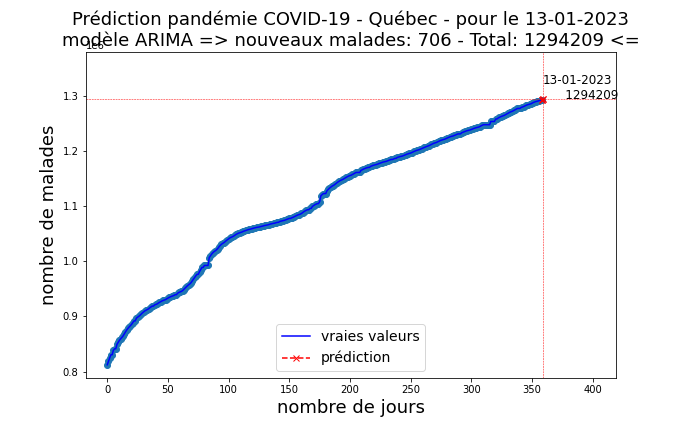 Prédiction pandémie COVID-19 - Québec - pour le 13-01-2023
modèle ARIMA => nouveaux malades: 706 - Total: 1294209 <=
1e6
13-01-2023
1294209
1.3
1.2
1.1
1.0
0.9
0.8
nombre de malades
vraies valeurs
prédiction
0 50 100 150 200 250 300 350 400
nombre de jours